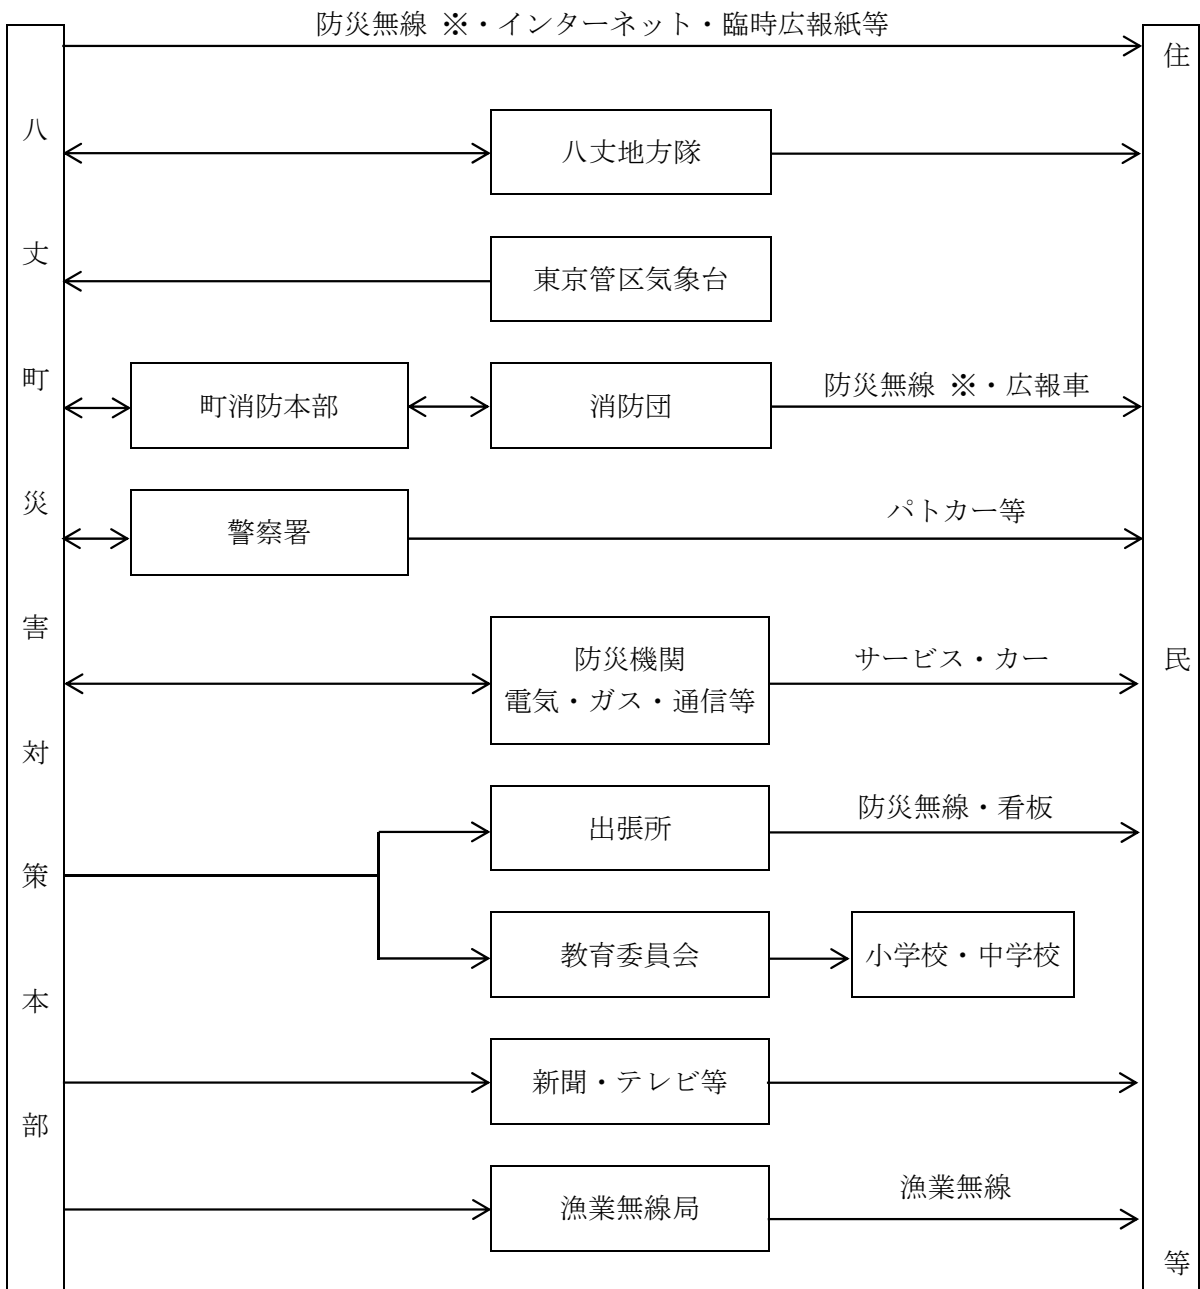 防災無線 ※・インターネット・臨時広報紙等
八丈町災害対策本部
住民等
八丈地方隊
東京管区気象台
町消防本部
消防団
防災無線 ※・広報車
警察署
パトカー等
防災機関
電気・ガス・通信等
サービス・カー
出張所
防災無線・看板
教育委員会
小学校・中学校
新聞・テレビ等
漁業無線局
漁業無線